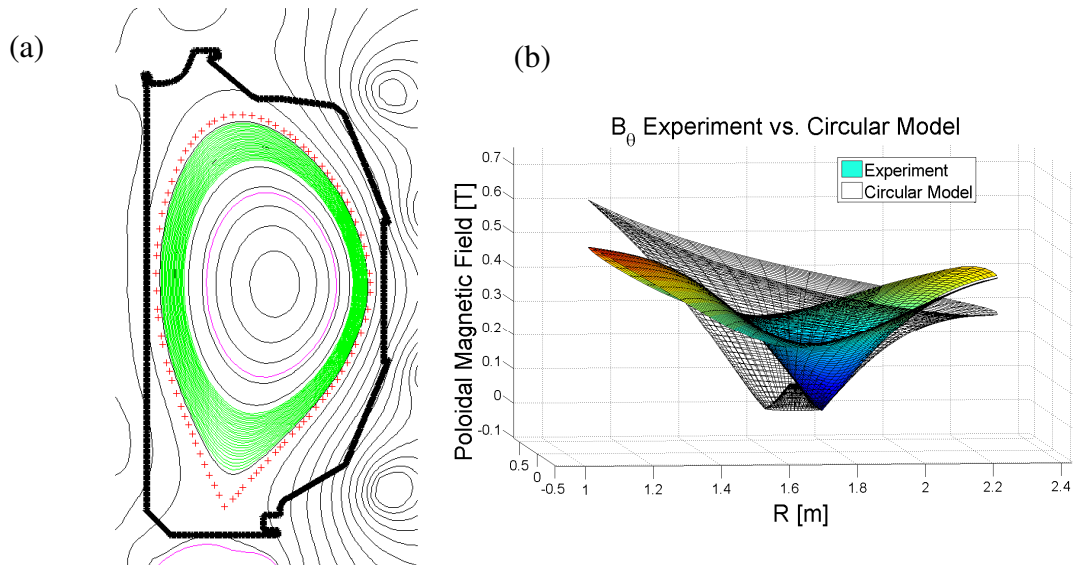 (a)
(b)
B_θ Experiment vs. Circular Model
Experiment
Circular Model
Poloidal Magnetic Field [T]
0.7
0.6
0.5
0.4
0.3
0.2
0.1
0
-0.1
0.5
0
-0.5
1
1.2
1.4
1.6
1.8
2
2.2
2.4
R [m]